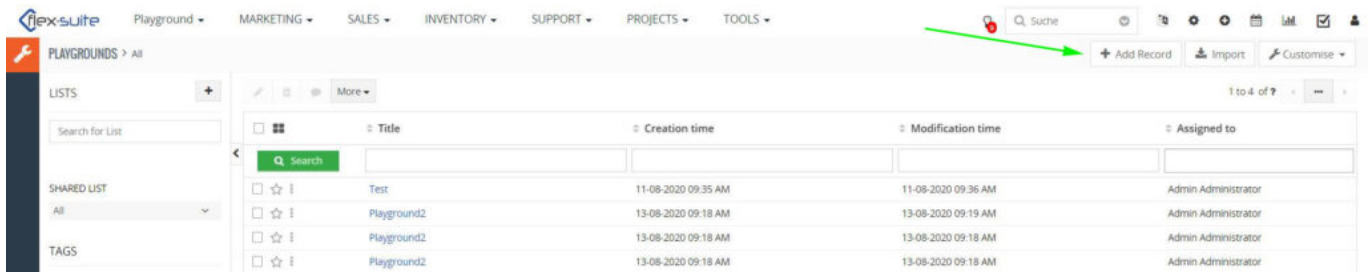 flex-suite Playground MARKETING SALES INVENTORY SUPPORT PROJECTS TOOLS Suche
PLAYGROUNDS > All + Add Record Import Customise
LISTS + More 1 to 4 of ?
Search for List Title Creation time Modification time Assigned to
Search
SHARED LIST Test 11-08-2020 09:35 AM 11-08-2020 09:36 AM Admin Administrator
All Playground2 13-08-2020 09:18 AM 13-08-2020 09:19 AM Admin Administrator
Playground2 13-08-2020 09:18 AM 13-08-2020 09:18 AM Admin Administrator
TAGS Playground2 13-08-2020 09:18 AM 13-08-2020 09:18 AM Admin Administrator